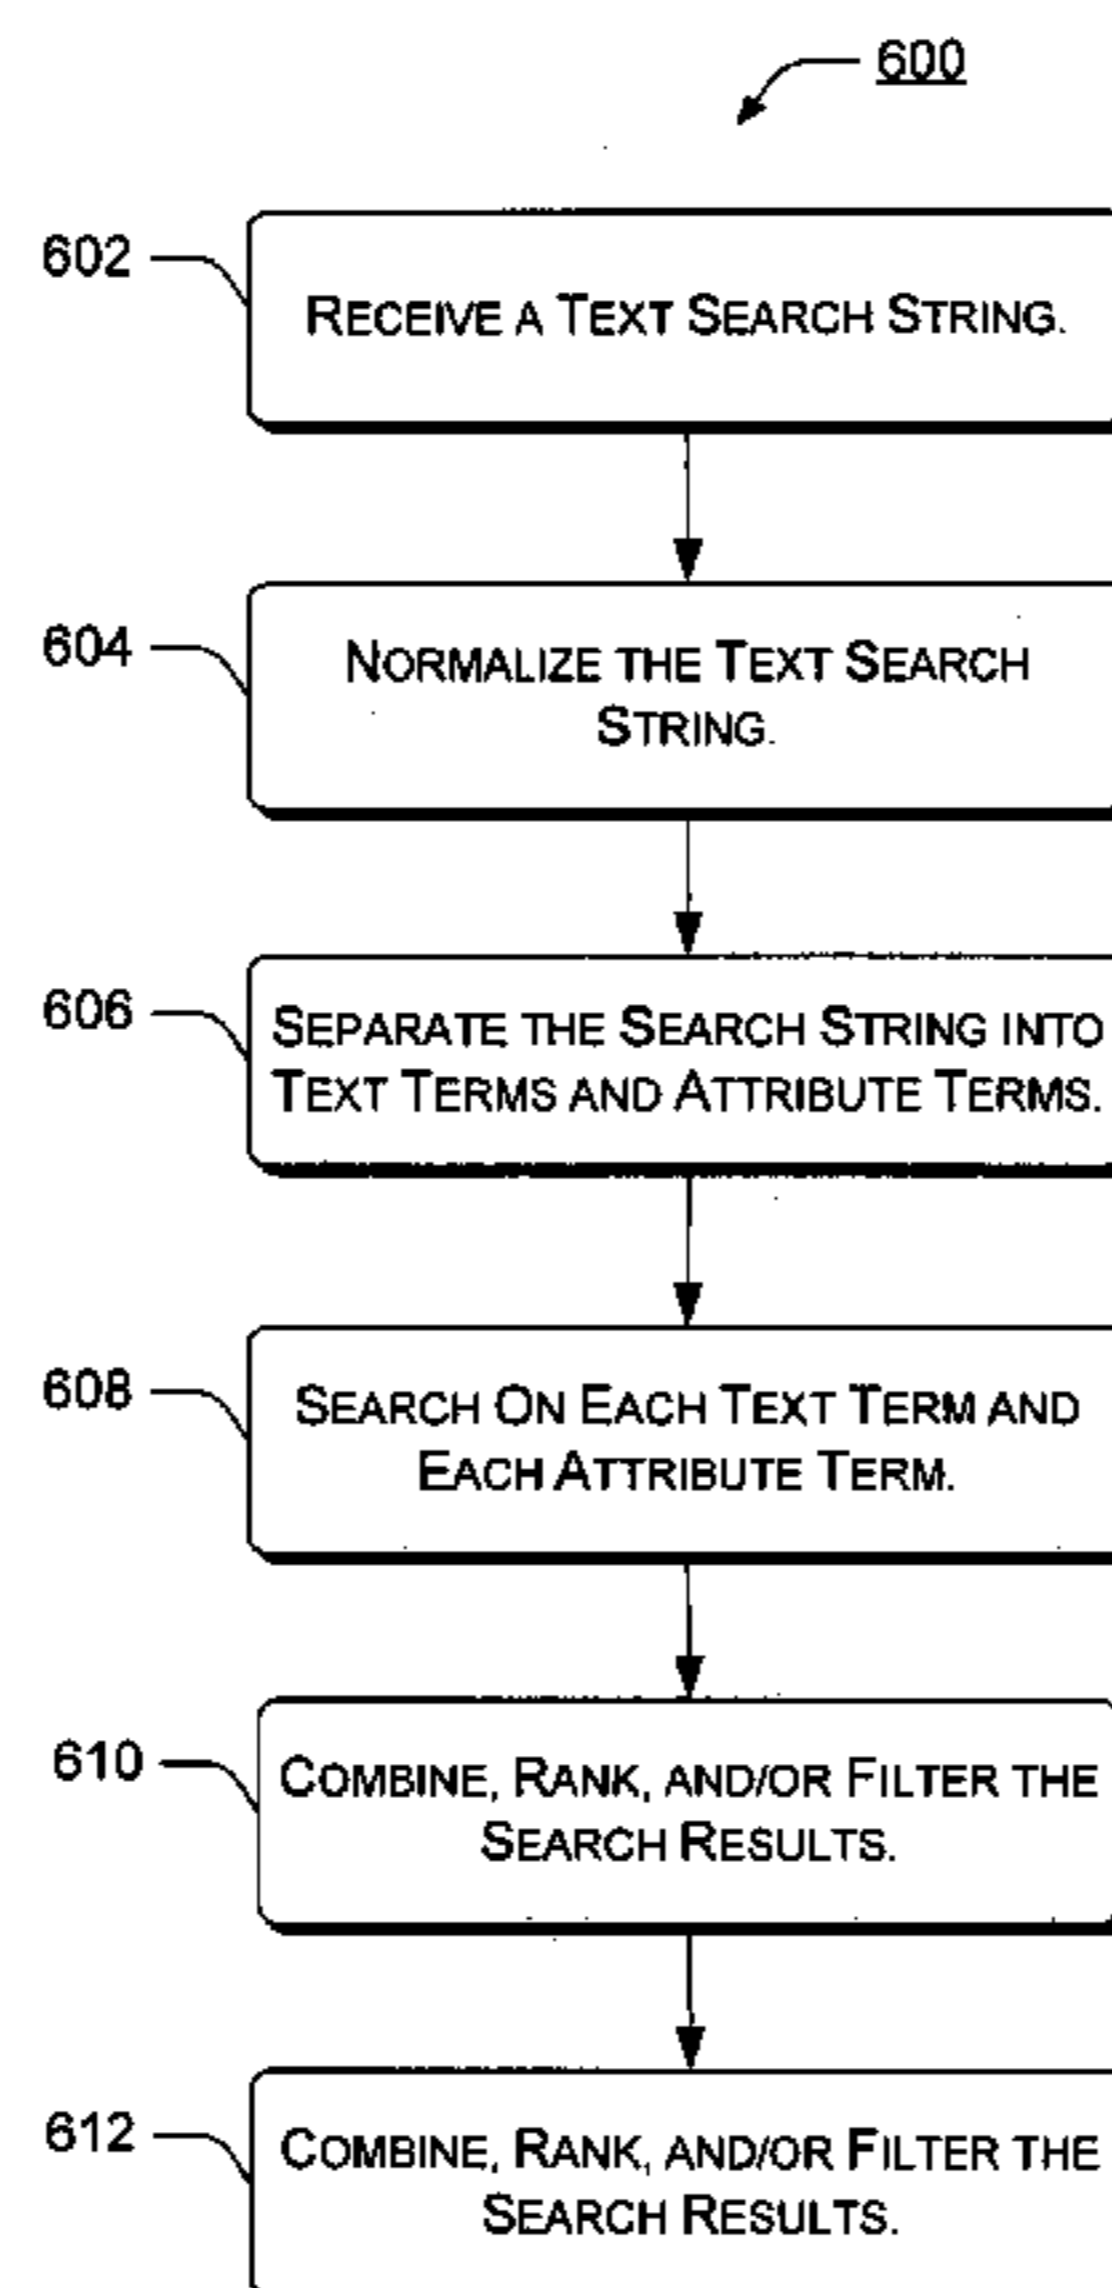 600
602
RECEIVE A TEXT SEARCH STRING.
604
NORMALIZE THE TEXT SEARCH
STRING.
606
SEPARATE THE SEARCH STRING INTO
TEXT TERMS AND ATTRIBUTE TERMS.
608
SEARCH ON EACH TEXT TERM AND
EACH ATTRIBUTE TERM.
610
COMBINE, RANK, AND/OR FILTER THE
SEARCH RESULTS.
612
COMBINE, RANK, AND/OR FILTER THE
SEARCH RESULTS.